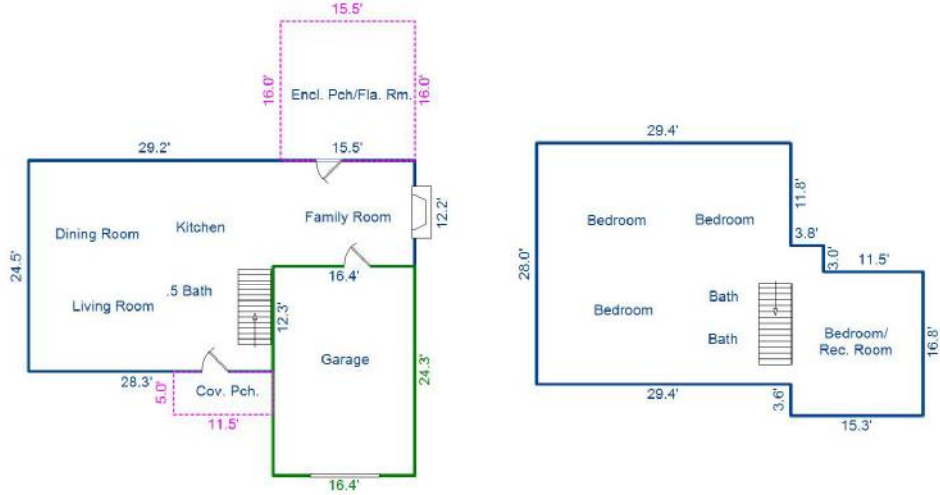 15.5'
16.0'
16.0'
Encl. Pch/Fla. Rm.
29.2'
15.5'
Family Room
12.2'
Dining Room
Kitchen
24.5'
16.4'
.5 Bath
Living Room
12.3'
Garage
24.3'
28.3'
5.0'
Cov. Pch.
11.5'
16.4'
29.4'
11.8'
Bedroom
Bedroom
3.8'
3.0'
11.5'
28.0'
Bedroom
Bath
Bath
Bedroom/
Rec. Room
16.8'
29.4'
3.6'
15.3'